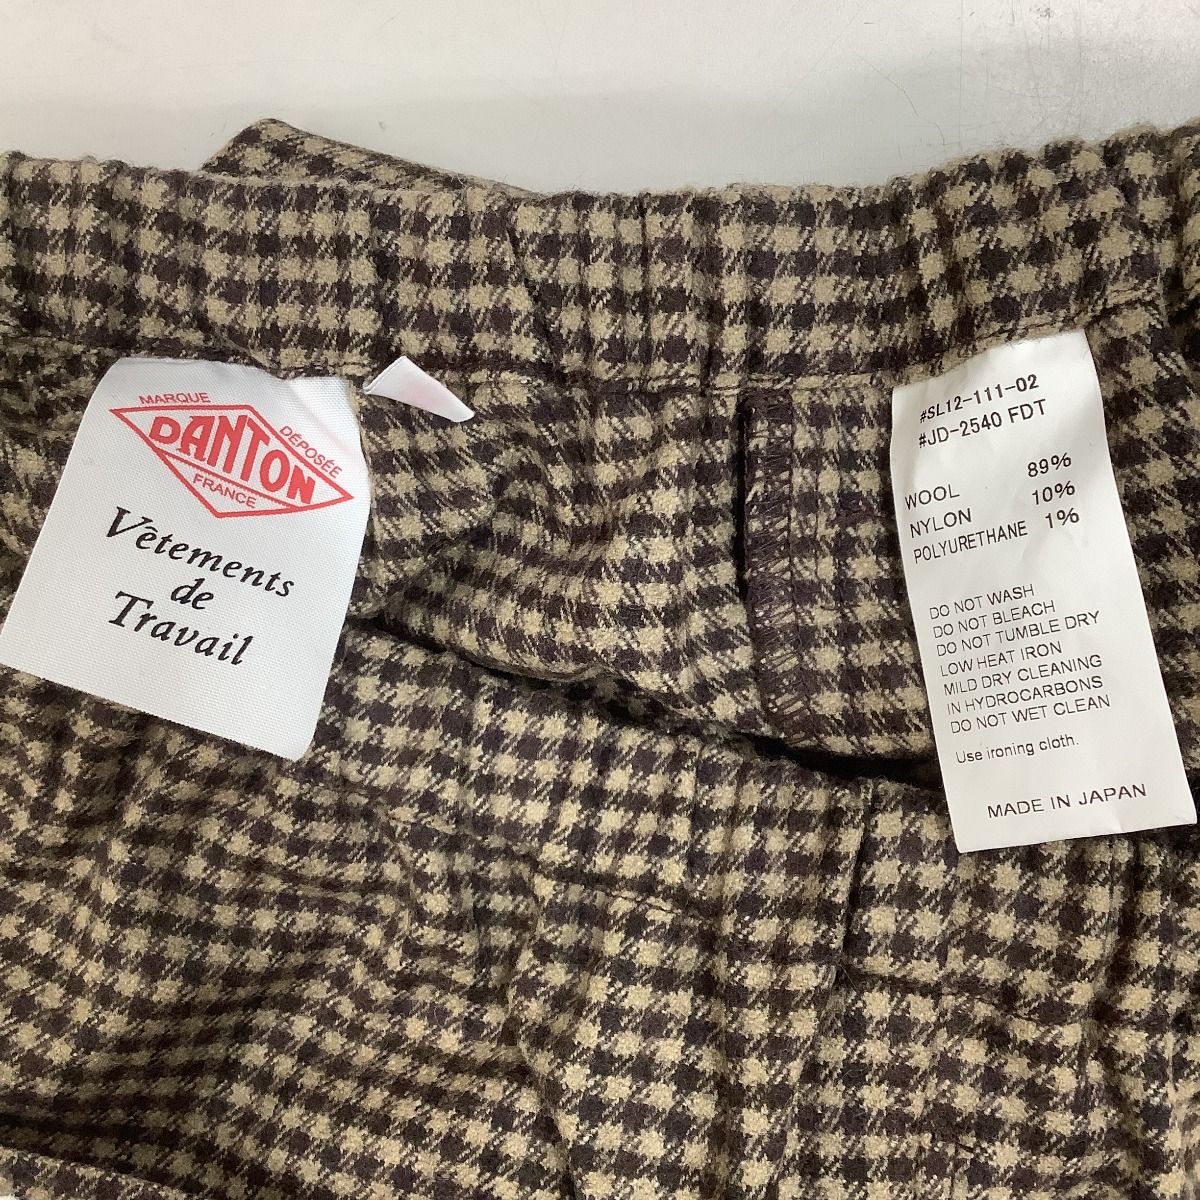 MARQUE
DÉPOSÉE
DANTON
FRANCE
Vêtements
de
Travail
#SL12-111-02
#JD-2540 FDT
WOOL 89%
NYLON 10%
POLYURETHANE 1%
DO NOT WASH
DO NOT BLEACH
DO NOT TUMBLE DRY
LOW HEAT IRON
MILD DRY CLEANING
IN HYDROCARBONS
DO NOT WET CLEAN
Use ironing cloth.
MADE IN JAPAN